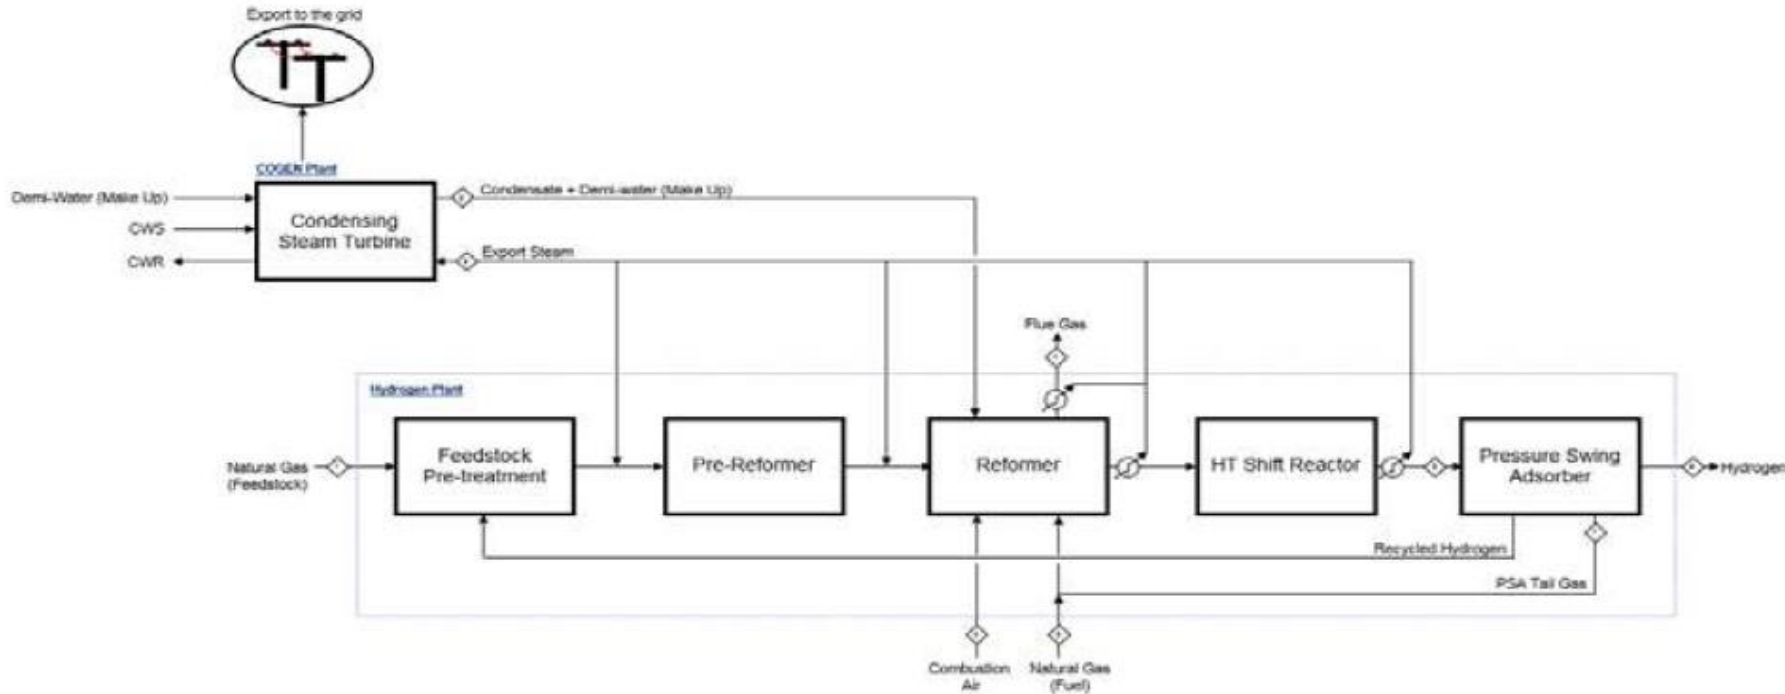 Export to the grid
COGEN Plant
Demi-Water (Make Up)
CWS
CWR
Condensing
Steam Turbine
Condensate + Demi-water (Make Up)
Export Steam
Flue Gas
Hydrogen Plant
Natural Gas
(Feedstock)
Feedstock
Pre-treatment
Pre-Reformer
Reformer
HT Shift Reactor
Pressure Swing
Adsorber
Hydrogen
Recycled Hydrogen
PSA Tail Gas
Combustion
Air
Natural Gas
(Fuel)